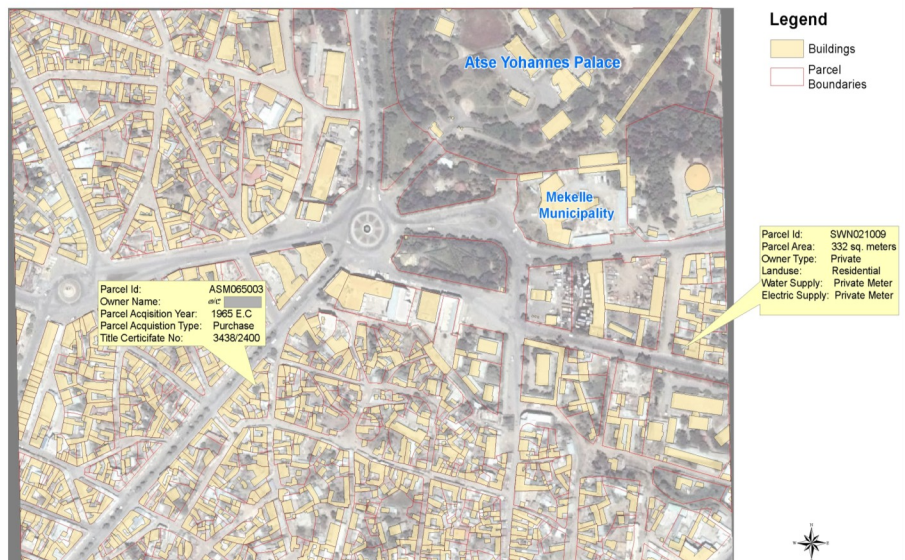 Legend
Buildings
Parcel
Boundaries
Atse Yohannes Palace
Mekelle
Municipality
Parcel Id: SWN021009
Parcel Area: 332 sq. meters
Owner Type: Private
Landuse: Residential
Water Supply: Private Meter
Electric Supply: Private Meter
Parcel Id: ASM065003
Owner Name:
Parcel Acqisition Year: 1965 E.C
Parcel Acquistion Type: Purchase
Title Certicifate No: 3438/2400